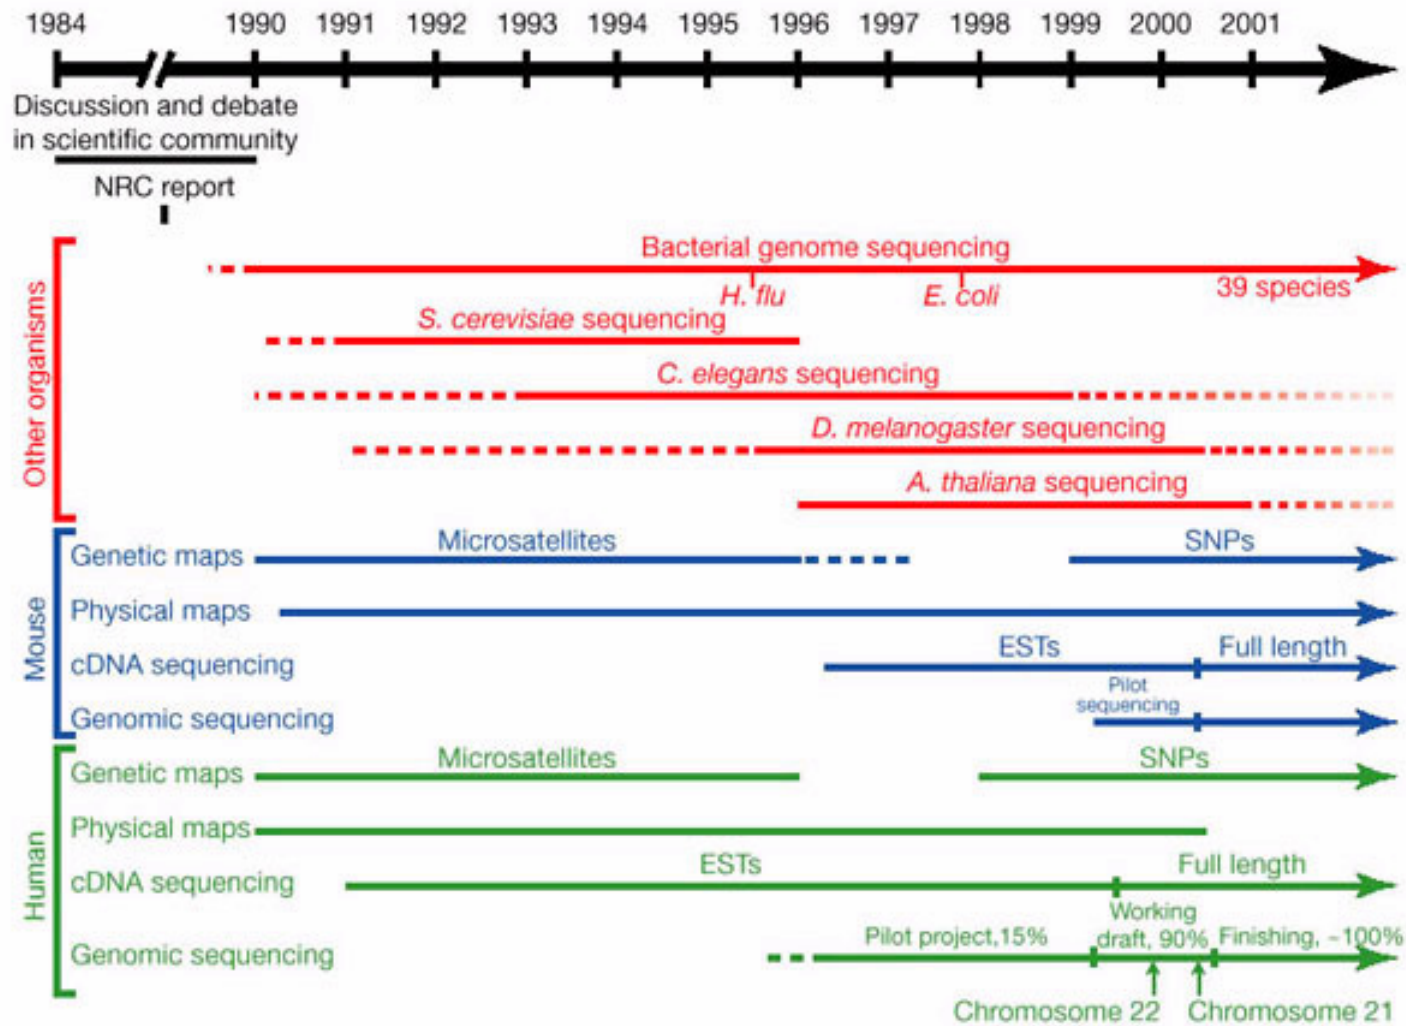 1984 1990 1991 1992 1993 1994 1995 1996 1997 1998 1999 2000 2001
Discussion and debate
in scientific community
NRC report
Other organisms
Bacterial genome sequencing
H. flu
E. coli
39 species
S. cerevisiae sequencing
C. elegans sequencing
D. melanogaster sequencing
A. thaliana sequencing
Mouse
Genetic maps
Microsatellites
SNPs
Physical maps
cDNA sequencing
ESTs
Full length
Genomic sequencing
Pilot
sequencing
Human
Genetic maps
Microsatellites
SNPs
Physical maps
cDNA sequencing
ESTs
Full length
Genomic sequencing
Pilot project,15%
Working
draft, 90%
Finishing, ~100%
Chromosome 22
Chromosome 21